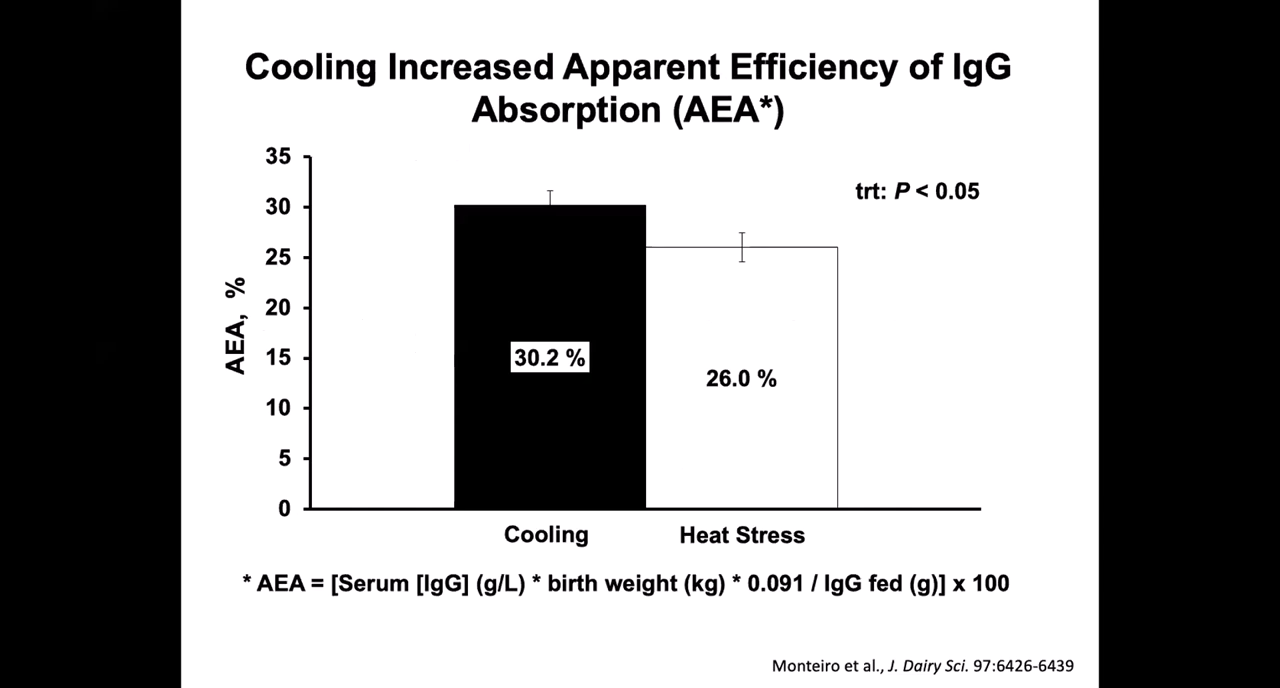 Cooling Increased Apparent Efficiency of IgG
Absorption (AEA*)
35
30
25
20
15
10
5
0
AEA, %
trt: P < 0.05
30.2 %
26.0 %
Cooling
Heat Stress
* AEA = [Serum [IgG] (g/L) * birth weight (kg) * 0.091 / IgG fed (g)] x 100
Monteiro et al., J. Dairy Sci. 97:6426-6439